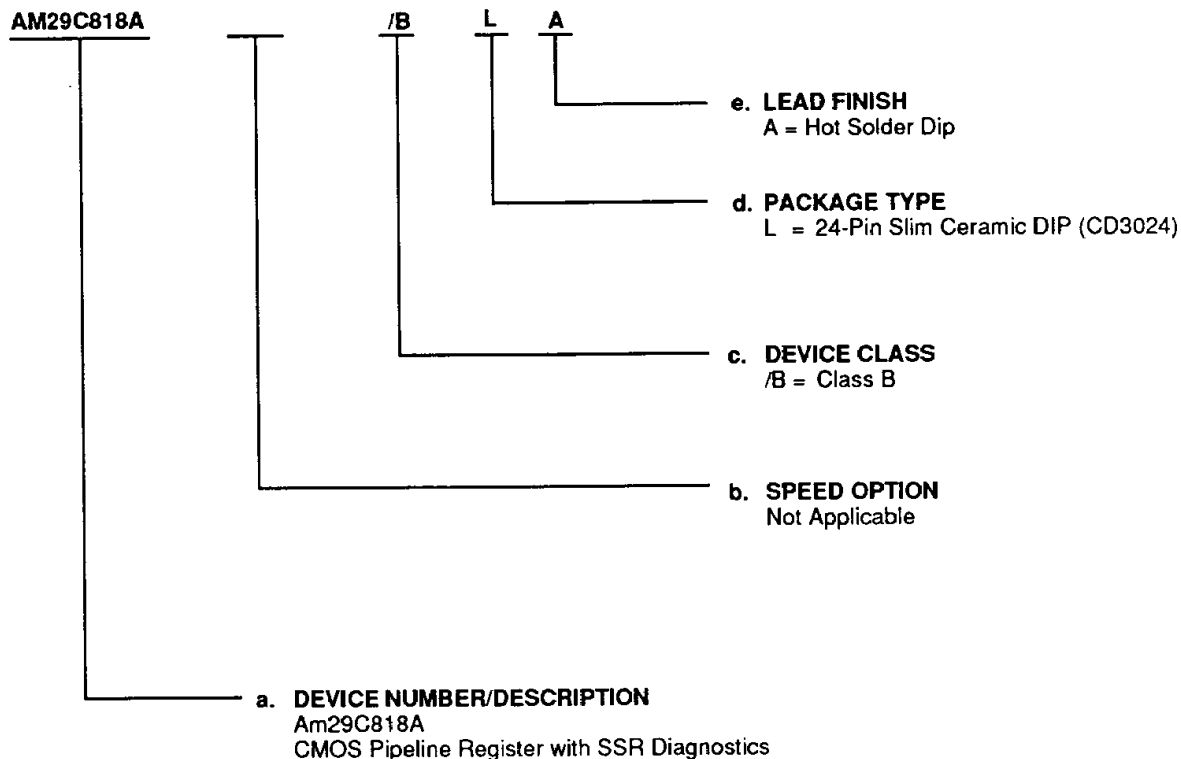 AM29C818A /B L A
e. LEAD FINISH
A = Hot Solder Dip
d. PACKAGE TYPE
L = 24-Pin Slim Ceramic DIP (CD3024)
c. DEVICE CLASS
/B = Class B
b. SPEED OPTION
Not Applicable
a. DEVICE NUMBER/DESCRIPTION
Am29C818A
CMOS Pipeline Register with SSR Diagnostics